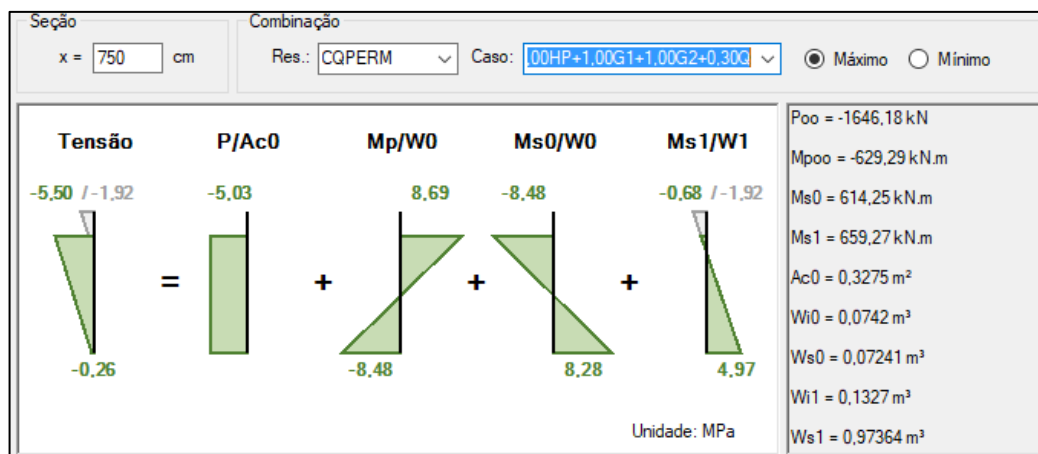 Seção
Combinação
x = 750 cm
Res.: CQPERM
Caso: ,00HP+1,00G1+1,00G2+0,30Q
Máximo
Mínimo
Tensão P/Ac0 Mp/W0 Ms0/W0 Ms1/W1
-5,50 / -1,92 -5,03 8,69 -8,48 -0,68 / -1,92
= + + +
-0,26 -8,48 8,28 4,97
Unidade: MPa
Poo = -1646,18 kN
Mpoo = -629,29 kN.m
Ms0 = 614,25 kN.m
Ms1 = 659,27 kN.m
Ac0 = 0,3275 m²
Wi0 = 0,0742 m³
Ws0 = 0,07241 m³
Wi1 = 0,1327 m³
Ws1 = 0,97364 m³